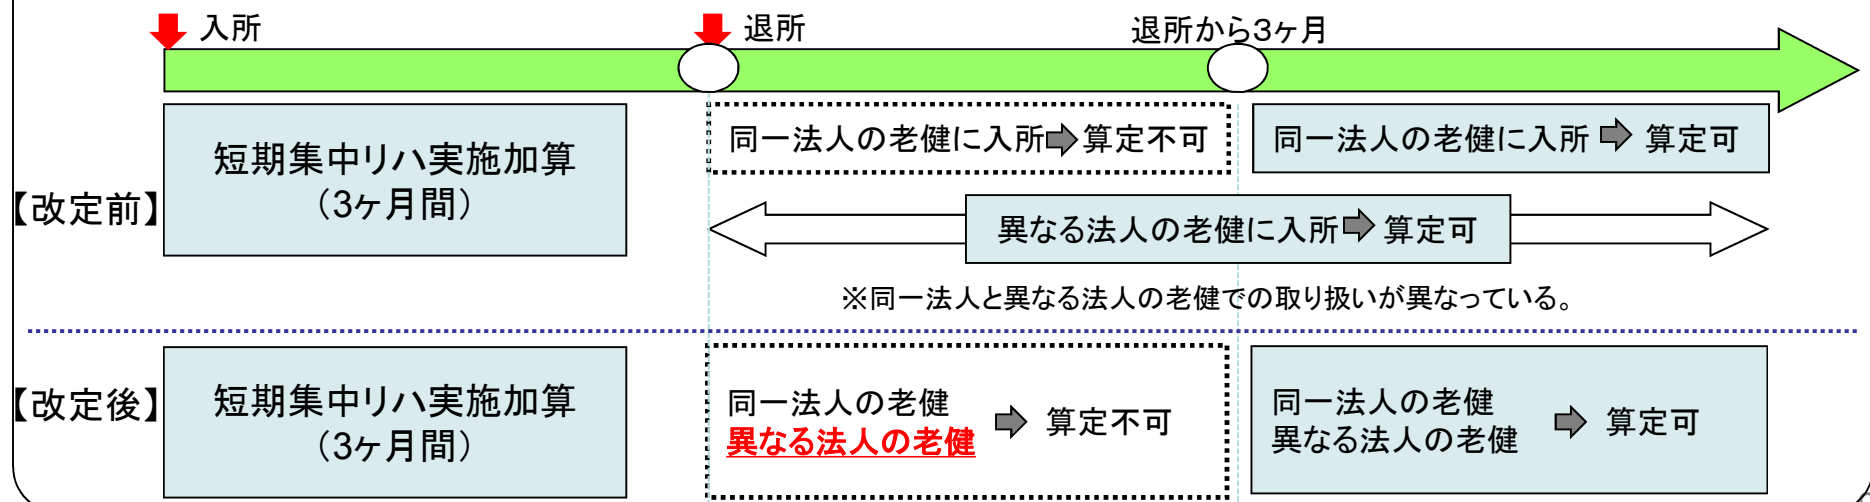 入所
退所
退所から3ヶ月
【改定前】
短期集中リハ実施加算
（3ヶ月間）
同一法人の老健に入所 算定不可
同一法人の老健に入所 算定可
異なる法人の老健に入所 算定可
※同一法人と異なる法人の老健での取り扱いが異なっている。
【改定後】
短期集中リハ実施加算
（3ヶ月間）
同一法人の老健
異なる法人の老健
算定不可
同一法人の老健
異なる法人の老健
算定可